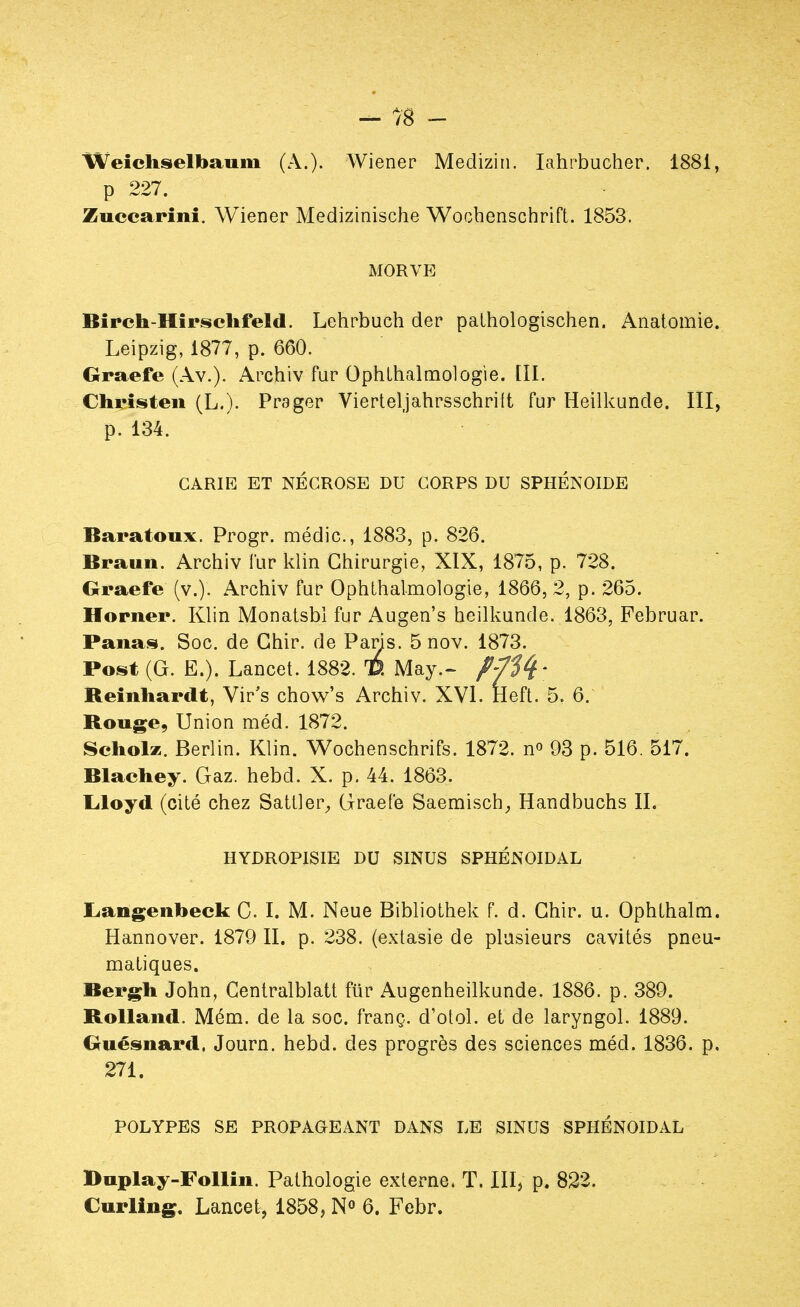 — 78 —
Weichselbaum (A.). Wiener Medizin. Iahrbucher. 1881,
p 227.
Zuccarini. Wiener Medizinische Wochenschrift. 1853.
MORVE
Birch-Hirschfeld. Lehrbuch der pathologischen. Anatomie.
Leipzig, 1877, p. 660.
Graefe (Av.). Archiv fur Ophthalmologie. III.
Christen (L.). Prager Vierteljahrsschrift fur Heilkunde. III,
p. 134.
CARIE ET NÉCROSE DU CORPS DU SPHÉNOIDE
Baratoux. Progr. médic., 1883, p. 826.
Braun. Archiv fur klin Chirurgie, XIX, 1875, p. 728.
Graefe (v.). Archiv fur Ophthalmologie, 1866, 2, p. 265.
Horner. Klin Monatsbl fur Augen's heilkunde. 1863, Februar.
Panas. Soc. de Chir. de Paris. 5 nov. 1873.
Post (G. E.). Lancet. 1882. May.- p. 734.
Reinhardt, Vir's chow's Archiv. XVI. Heft. 5. 6.
Rouge, Union méd. 1872.
Scholz. Berlin. Klin. Wochenschrifs. 1872. nº 93 p. 516. 517.
Blachey. Gaz. hebd. X. p. 44. 1863.
Lloyd (cité chez Sattler, Graefe Saemisch, Handbuchs II.
HYDROPISIE DU SINUS SPHÉNOIDAL
Langenbeck C. I. M. Neue Bibliothek f. d. Chir. u. Ophthalm.
Hannover. 1879 II. p. 238. (extasie de plusieurs cavités pneu-
matiques.
Bergh John, Centralblatt für Augenheilkunde. 1886. p. 389.
Rolland. Mém. de la soc. franç. d'otol. et de laryngol. 1889.
Guésnard. Journ. hebd. des progrès des sciences méd. 1836. p.
271.
POLYPES SE PROPAGEANT DANS LE SINUS SPHÉNOIDAL
Duplay-Follin. Pathologie externe. T. III, p. 822.
Curling. Lancet, 1858, Nº 6. Febr.